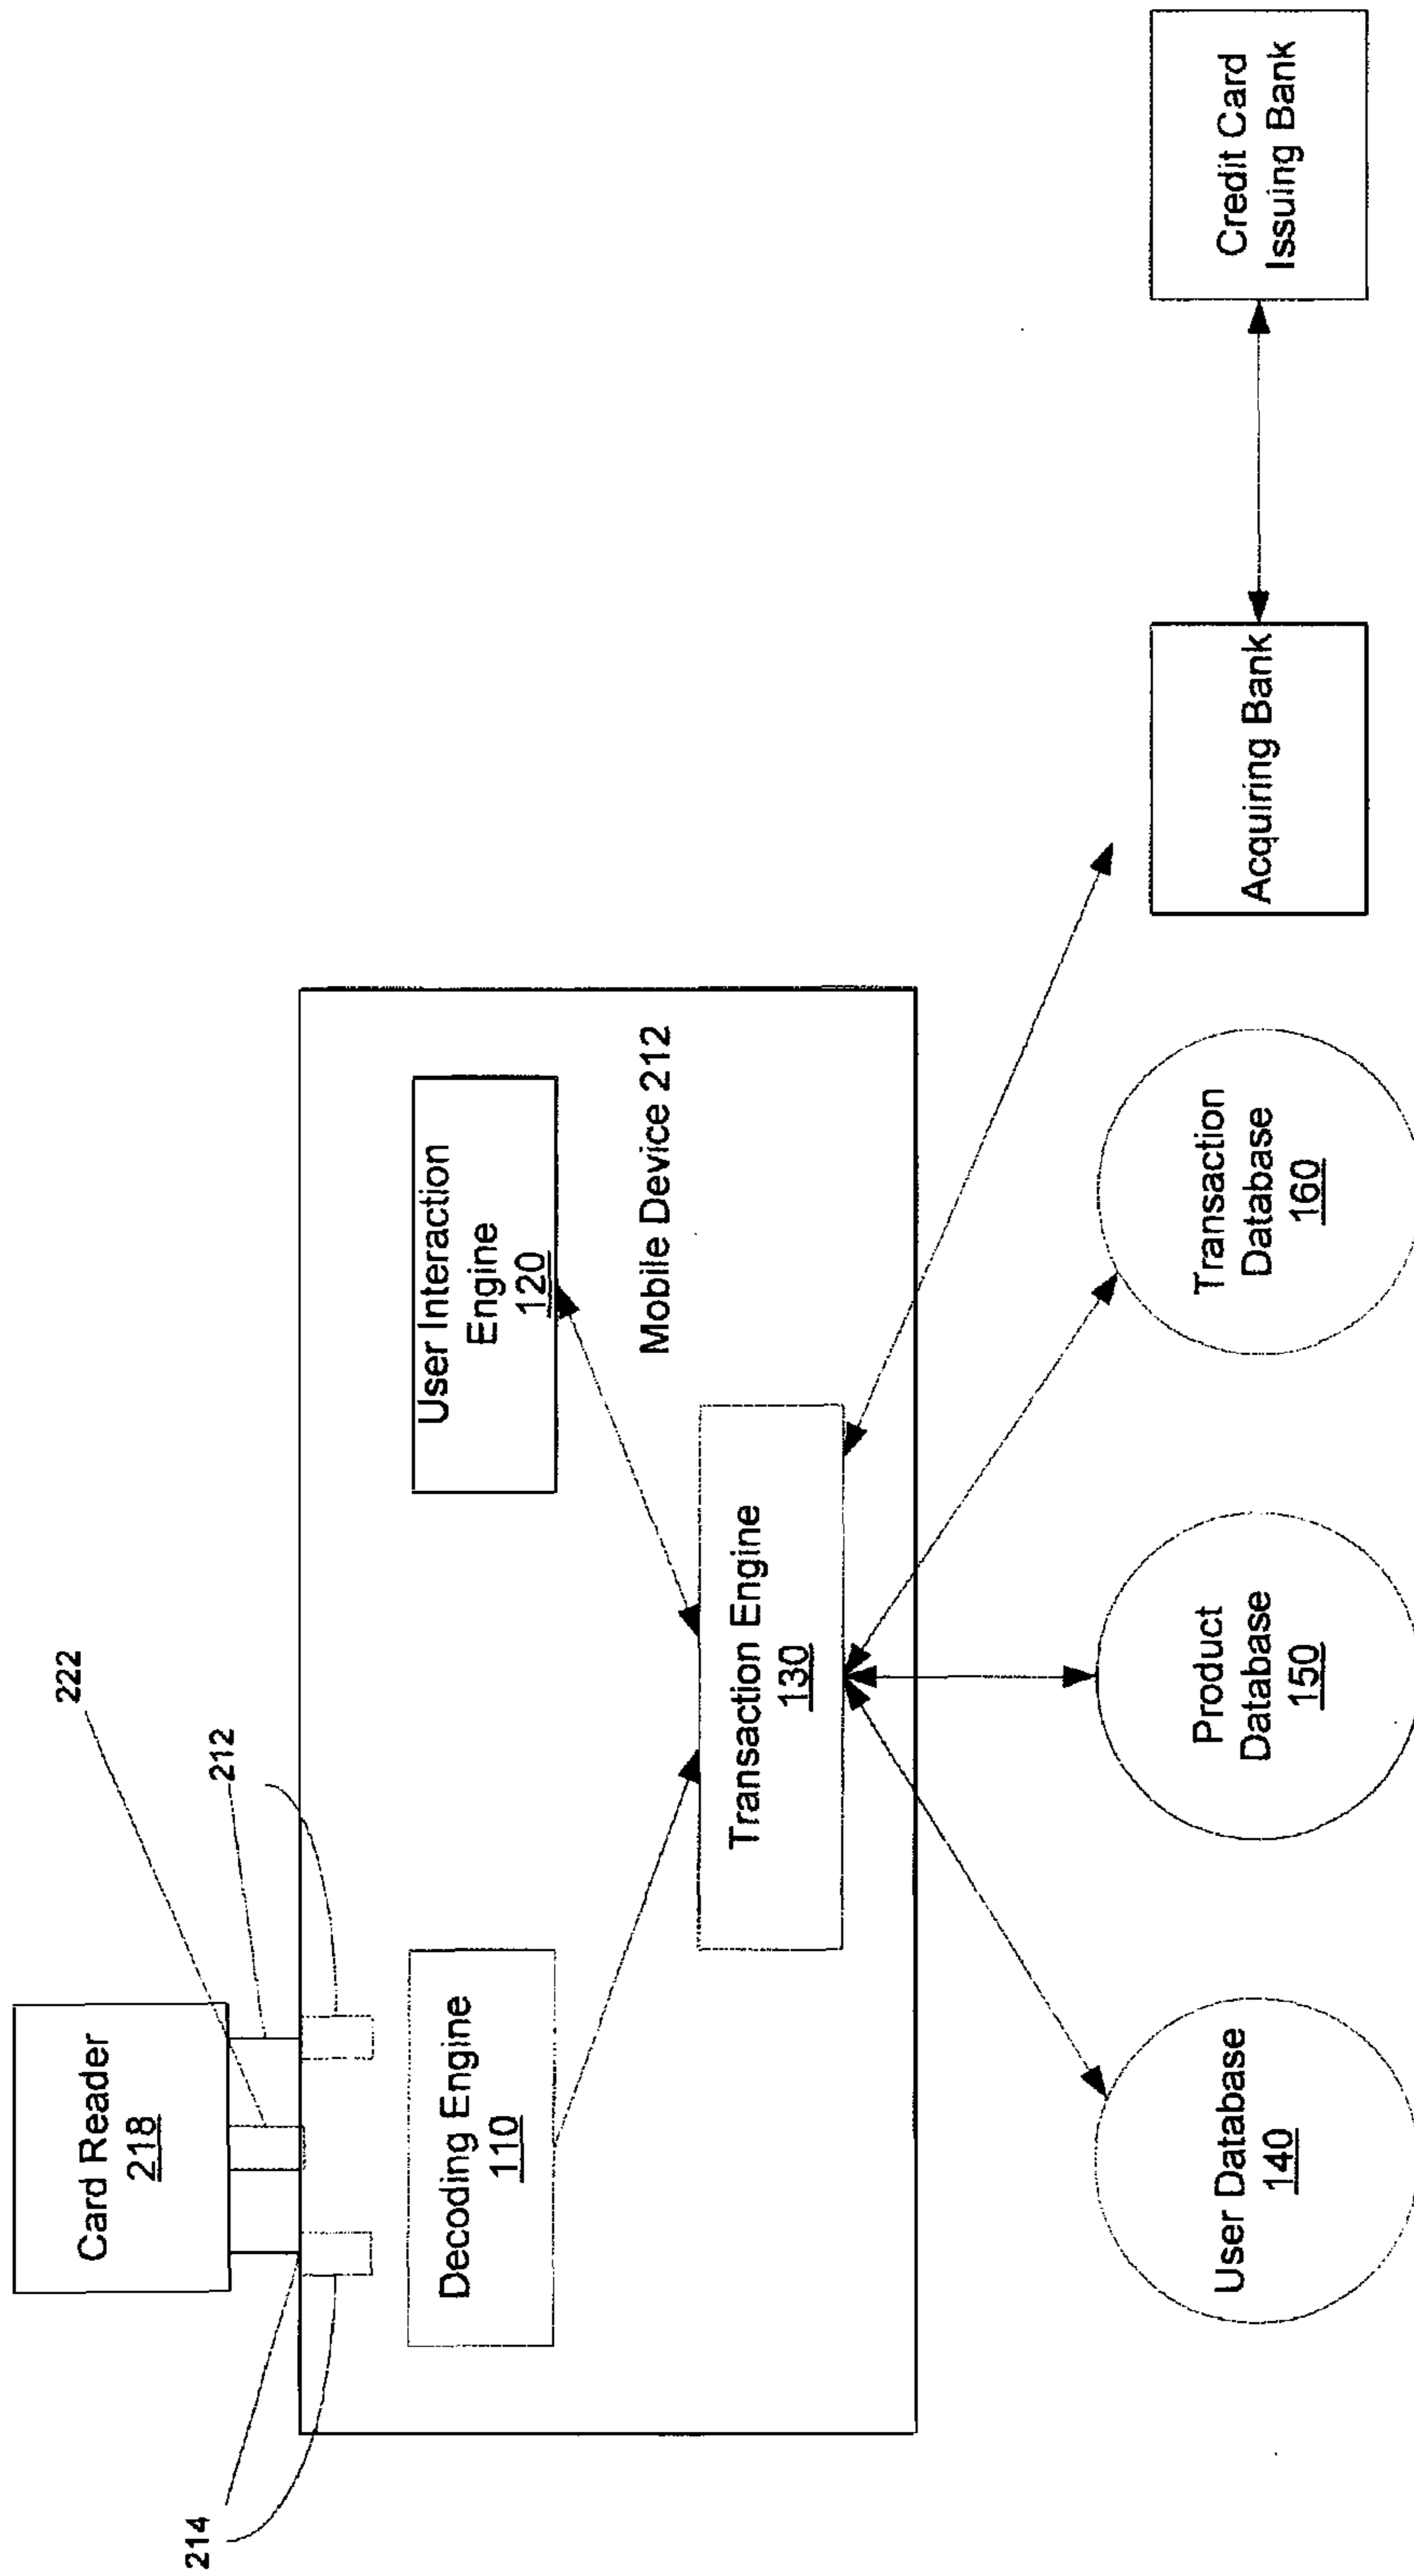 Card Reader
218
222
212
214
Decoding Engine
110
User Interaction
Engine
120
Mobile Device 212
Transaction Engine
130
User Database
140
Product
Database
150
Transaction
Database
160
Acquiring Bank
Credit Card
Issuing Bank